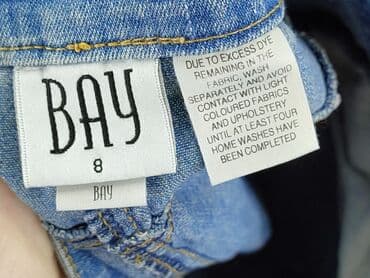 BAY
8
BAY
DUE TO EXCESS DYE
REMAINING IN THE
FABRIC, WASH
SEPARATELY AND AVOID
CONTACT WITH LIGHT
COLOURED FABRICS
AND UPHOLSTERY
UNTIL AT LEAST FOUR
HOME WASHES HAVE
BEEN COMPLETED